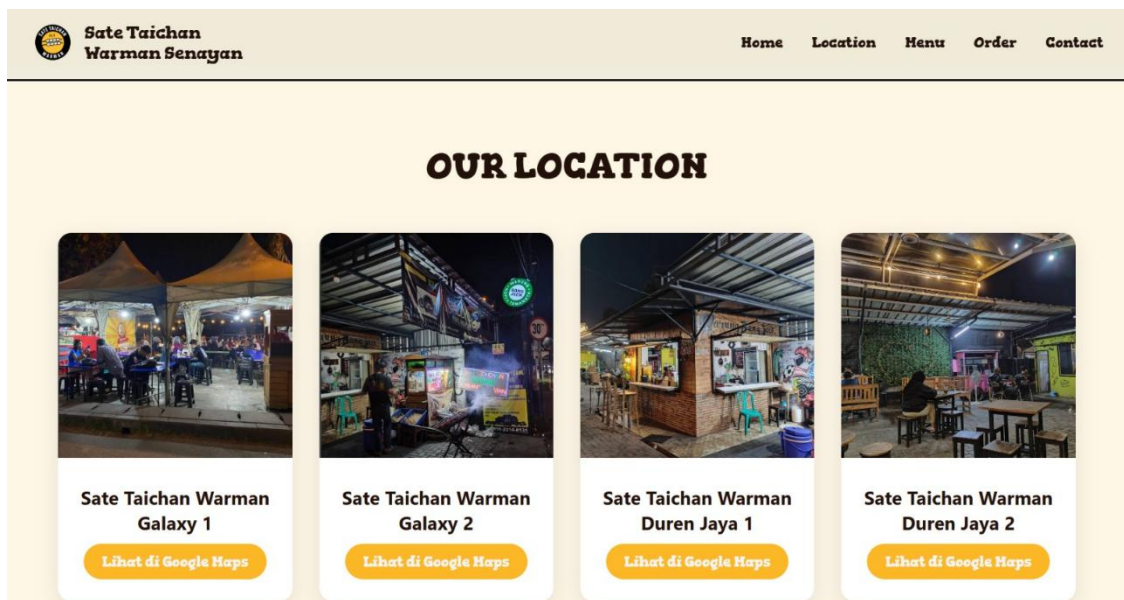 Sate Taichan
Warman Senayan
Home Location Menu Order Contact
OUR LOCATION
Sate Taichan Warman
Galaxy 1
Lihat di Google Maps
Sate Taichan Warman
Galaxy 2
Lihat di Google Maps
Sate Taichan Warman
Duren Jaya 1
Lihat di Google Maps
Sate Taichan Warman
Duren Jaya 2
Lihat di Google Maps